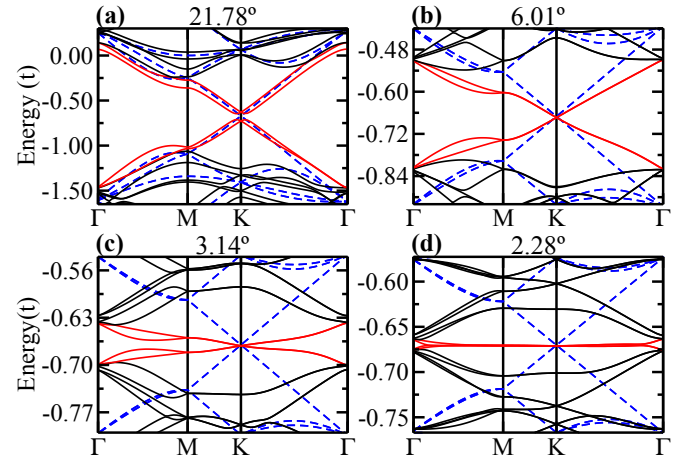 (a) 21.78º (b) 6.01º
Energy (t)
0.00
-0.50
-1.00
-1.50
Γ M K Γ
-0.48
-0.60
-0.72
-0.84
Γ M K Γ
(c) 3.14º (d) 2.28º
Energy(t)
-0.56
-0.63
-0.70
-0.77
Γ M K Γ
-0.60
-0.65
-0.70
-0.75
Γ M K Γ